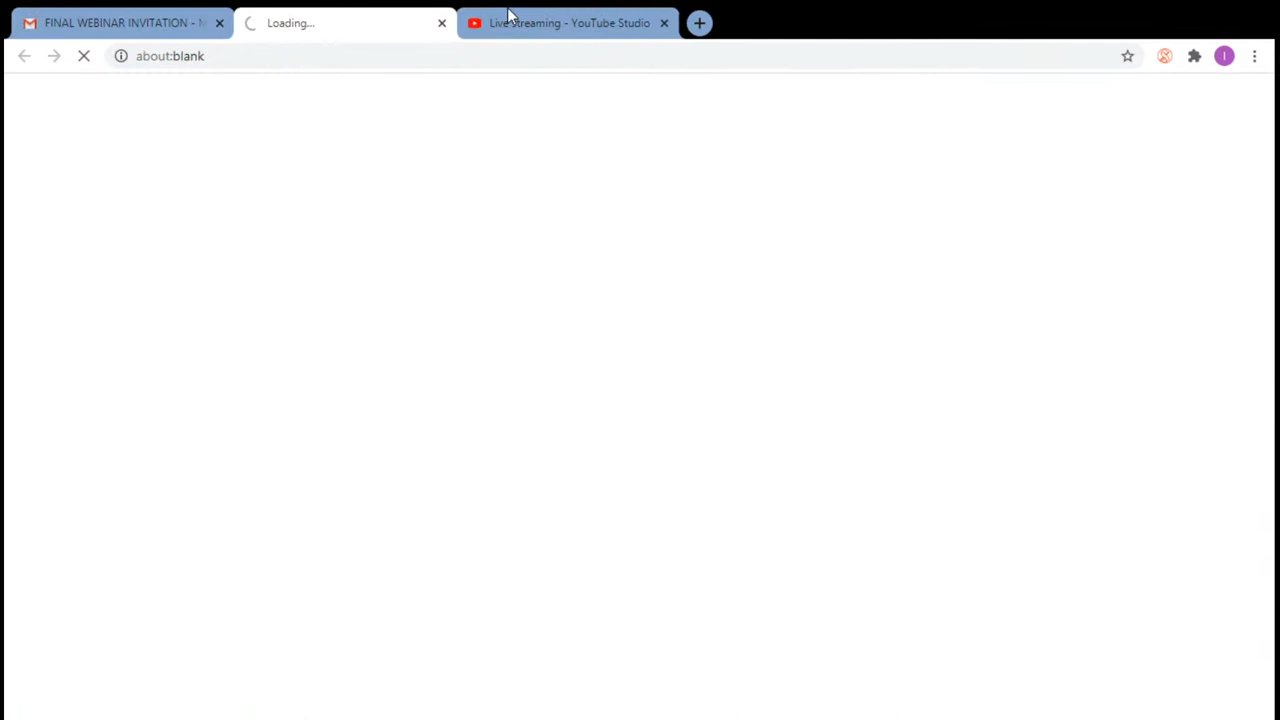 FINAL WEBINAR INVITATION - M
Loading...
Live streaming - YouTube Studio
about:blank
I